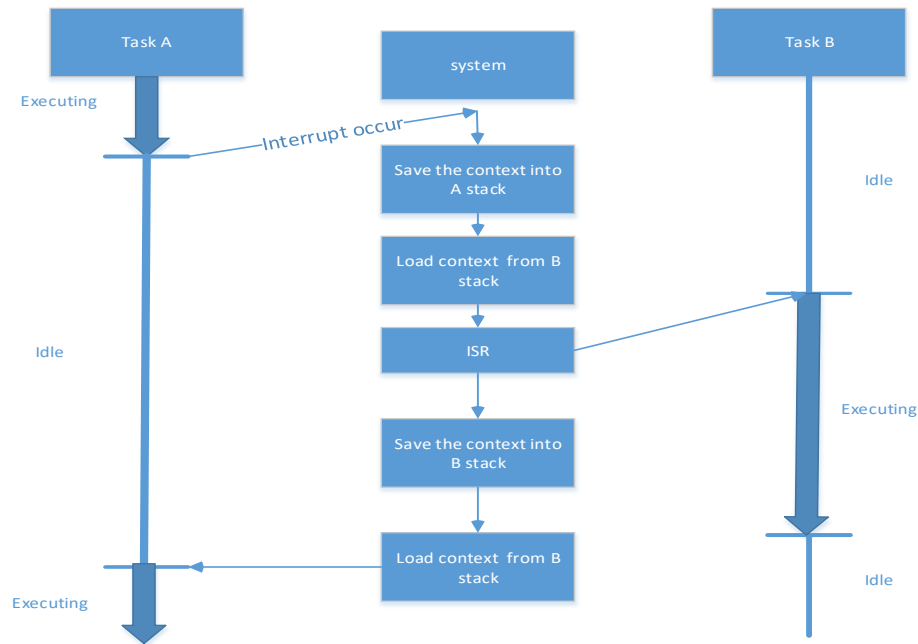 Task A
system
Task B
Executing
Interrupt occur
Save the context into
A stack
Idle
Load context from B
stack
Idle
ISR
Executing
Save the context into
B stack
Load context from B
stack
Idle
Executing